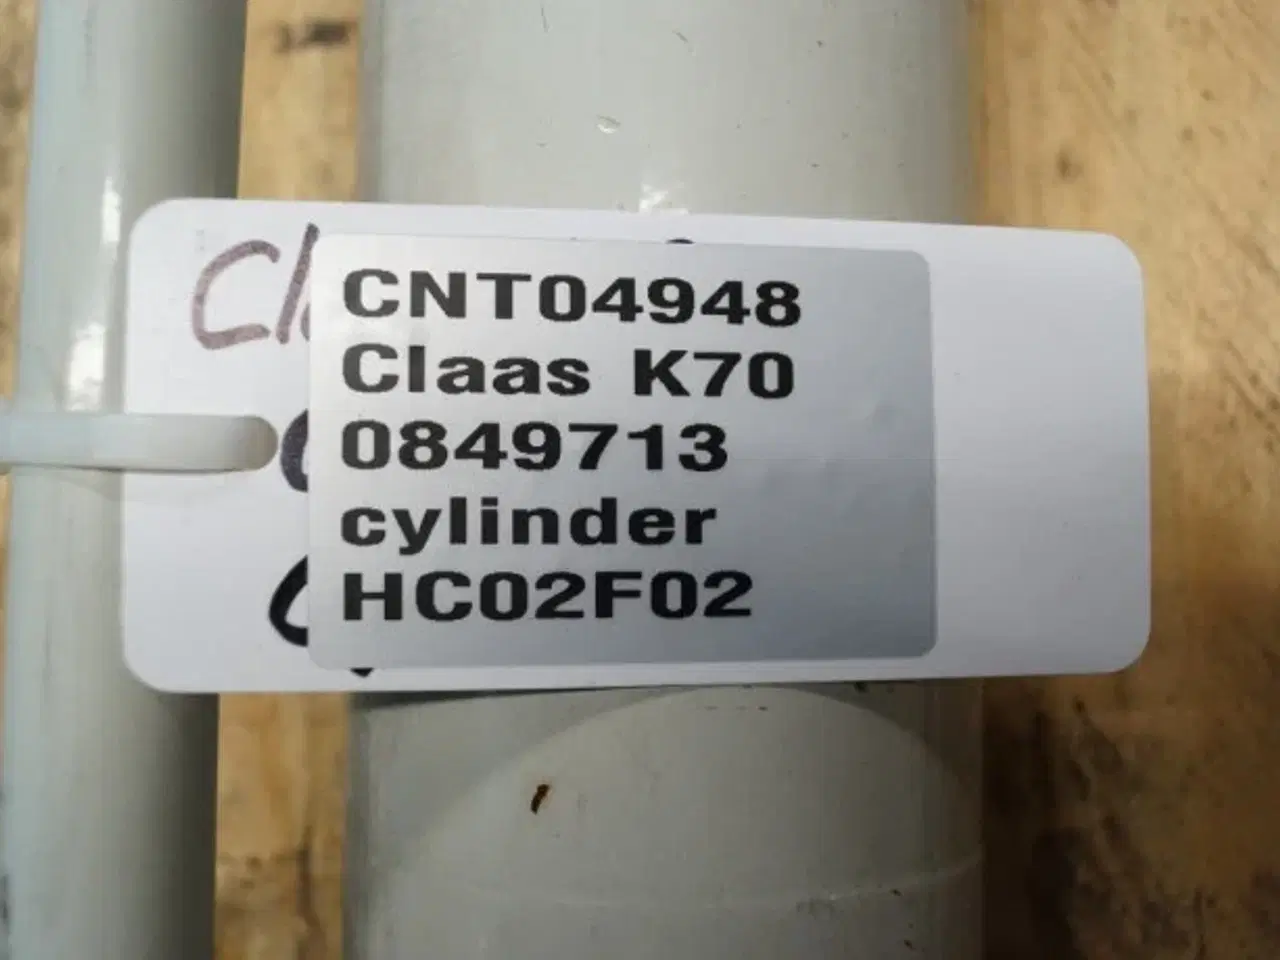 CNT04948
Claas K70
0849713
cylinder
HC02F02